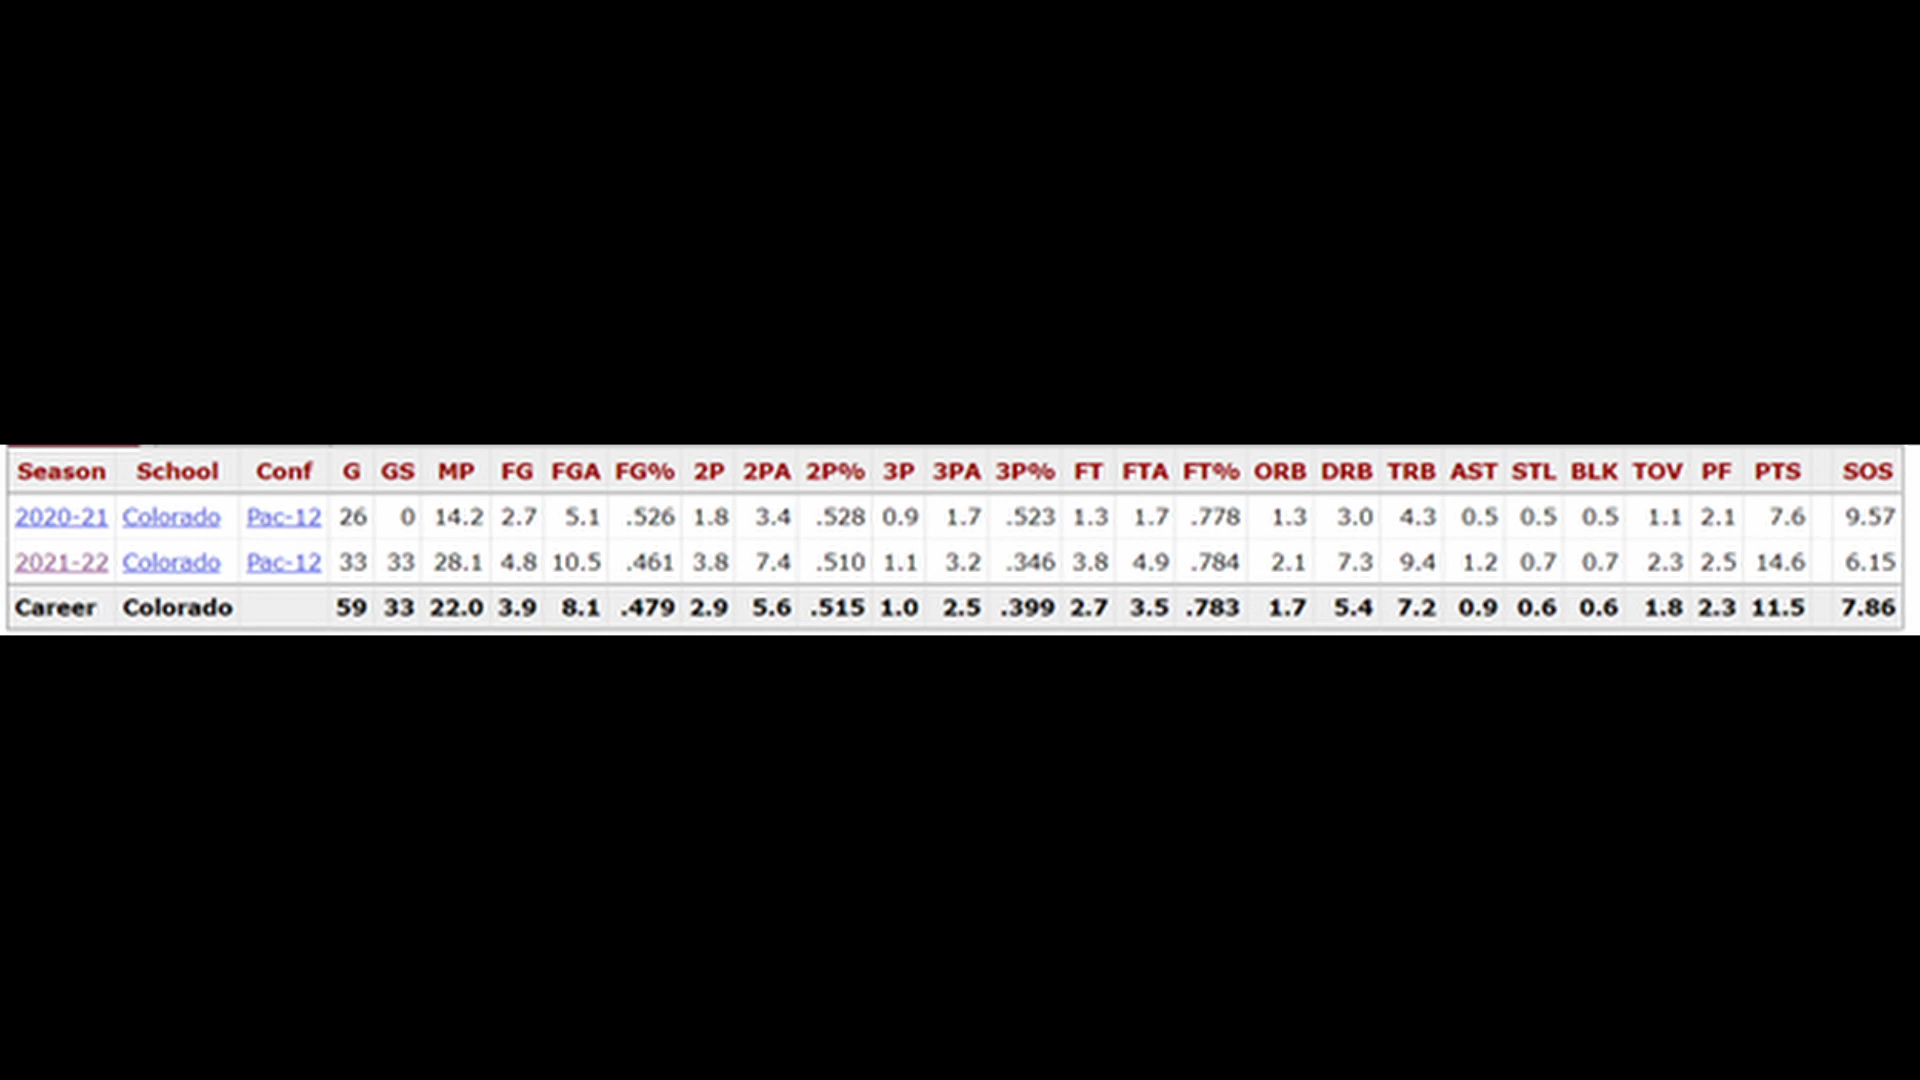 Season School Conf G GS MP FG FGA FG% 2P 2PA 2P% 3P 3PA 3P% FT FTA FT% ORB DRB TRB AST STL BLK TOV PF PTS SOS
2020-21 Colorado Pac-12 26 0 14.2 2.7 5.1 .526 1.8 3.4 .528 0.9 1.7 .523 1.3 1.7 .778 1.3 3.0 4.3 0.5 0.5 0.5 1.1 2.1 7.6 9.57
2021-22 Colorado Pac-12 33 33 28.1 4.8 10.5 .461 3.8 7.4 .510 1.1 3.2 .346 3.8 4.9 .784 2.1 7.3 9.4 1.2 0.7 0.7 2.3 2.5 14.6 6.15
Career Colorado 59 33 22.0 3.9 8.1 .479 2.9 5.6 .515 1.0 2.5 .399 2.7 3.5 .783 1.7 5.4 7.2 0.9 0.6 0.6 1.8 2.3 11.5 7.86